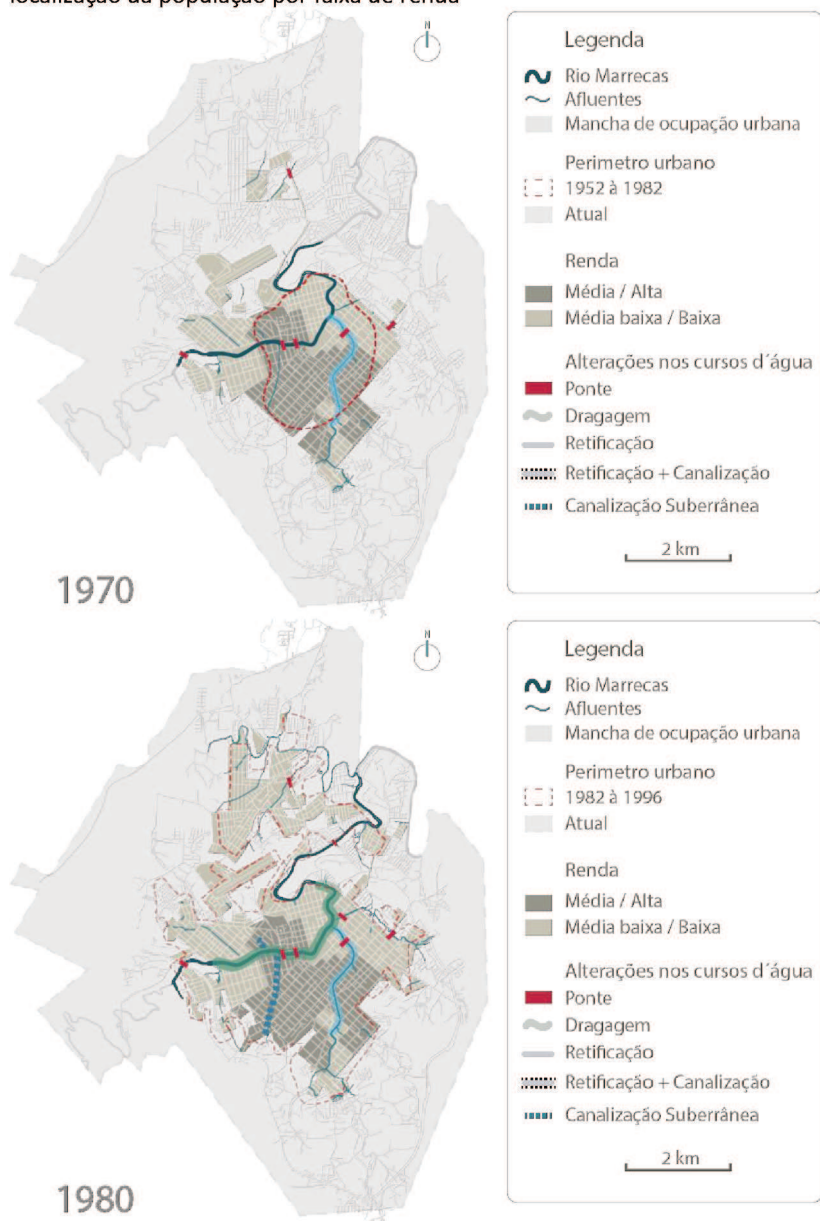 localização da população por faixa de renda
N
Legenda
Rio Marrecas
Afluentes
Mancha de ocupação urbana
Perimetro urbano
1952 à 1982
Atual
Renda
Média / Alta
Média baixa / Baixa
Alterações nos cursos d´água
Ponte
Dragagem
Retificação
Retificação + Canalização
Canalização Suberrânea
2 km
1970
N
Legenda
Rio Marrecas
Afluentes
Mancha de ocupação urbana
Perimetro urbano
1982 à 1996
Atual
Renda
Média / Alta
Média baixa / Baixa
Alterações nos cursos d´água
Ponte
Dragagem
Retificação
Retificação + Canalização
Canalização Suberrânea
2 km
1980